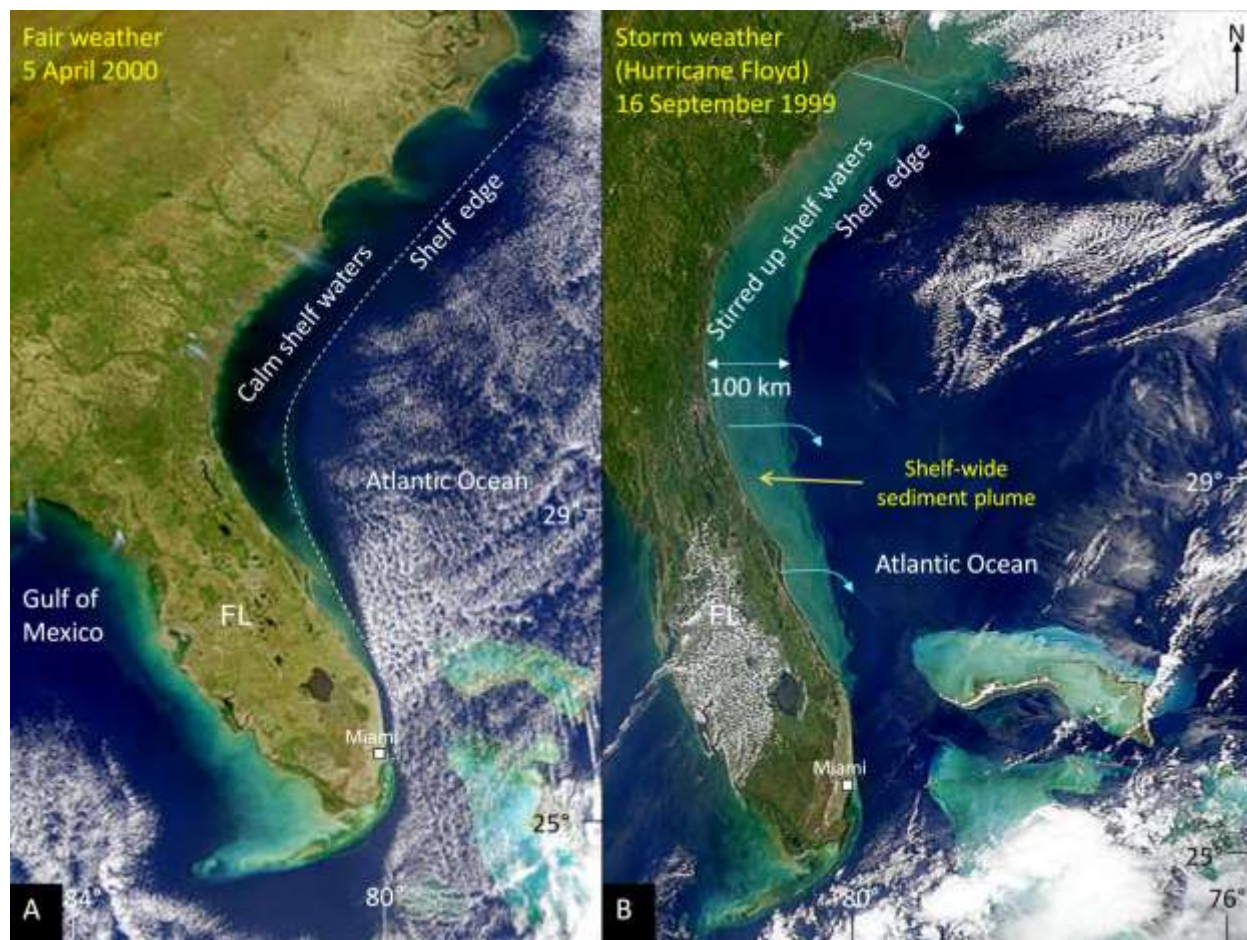 Fair weather
5 April 2000
Shelf edge
Calm shelf waters
Atlantic Ocean
29°
Gulf of
Mexico
FL
Miami
25°
A
84°
80°
Storm weather
(Hurricane Floyd)
16 September 1999
N
Stirred up shelf waters
Shelf edge
100 km
Shelf-wide
sediment plume
29°
Atlantic Ocean
FL
Miami
25°
B
80°
76°